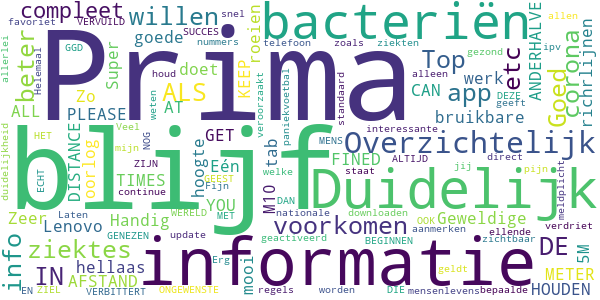 compleet VERVUILD snel willen bacteriën etc
favoriet SUCCES nummers roeien telefoon zoals ziekten allen
allerlei beter GGD Super goede KEEP houd alleen gezond ipv
Helemaal Prima Top ANDERHALVE corona richtlijnen
Zo doet ALS werk Goed
ALL PLEASE AT weten veroorzaakt paniekvoetbal standaard CAN app DEZE geeft
bruikbare
duidelijkheid HET Veel NOG GET MENS interessante
DISTANCE oorlog mijn hoogte Eén tab FINED Overzichtelijk
ECHT TIMES ZIJN YOU ALTIJD jij direct
blijf Duidelijk
Zeer this continue Fijn GEEST M10 welke DAN staat pijn meldplicht
Laten Handig WERELD MET nationale downloaden OOK Geweldige
Lenovo GENEZEN update geactiveerd BEGINNEN aanmerken ellende zichtbaar verdriet
info ziektes mooi informatie voorkomen DE 5M
IN hellaas Erg geldt METER
EN ZIEL AFSTAND regels worden DIE mensenlevens bepaalde HOUDEN
VERBITTERT ONGEWENSTE